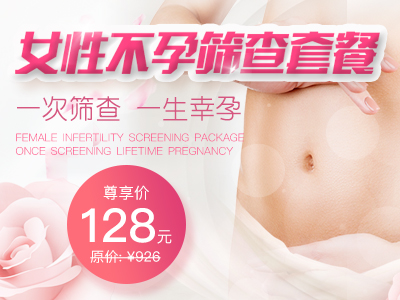 女性不孕筛查套餐
一次筛查 一生幸孕
FEMALE INFERTILITY SCREENING PACKAGE
ONCE SCREENING LIFETIME PREGNANCY
尊享价
128元
原价: ¥926